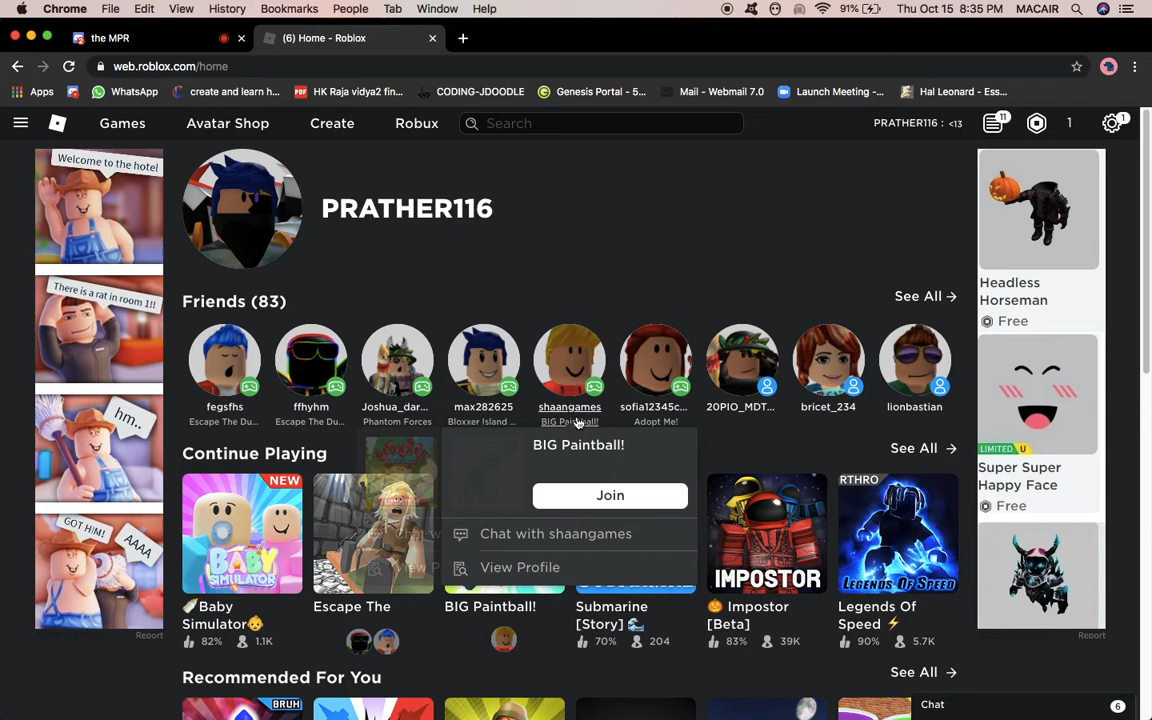 Chrome File Edit View History Bookmarks People Tab Window Help 91% Thu Oct 15 8:35 PM MACAIR
the MPR (6) Home - Roblox
web.roblox.com/home
Apps WhatsApp create and learn h... HK Raja vidya2 fin... CODING-JDOODLE Genesis Portal - 5... Mail - Webmail 7.0 Launch Meeting -... Hal Leonard - Ess...
Games Avatar Shop Create Robux Search PRATHER116 : <13 11 1 1
Welcome to the hotel
There is a rat in room 1!!
hm..
GOT HIM!
AAAA
Report
PRATHER116
Friends (83) See All
fegsfhs ffhyhm Joshua_dar... max282625 shaangames sofia12345c... 20PIO_MDT... bricet_234 lionbastian
Escape The Du... Escape The Du... Phantom Forces Bloxxer Island ... BIG Paintball! Adopt Me!
BIG Paintball!
Join
Chat with shaangames
View Profile
Continue Playing See All
NEW
BABY SIMULATOR
IMPOSTOR
RTHRO
LEGENDS OF SPEED
Baby Simulator
82% 1.1K
Escape The
BIG Paintball!
Submarine [Story]
70% 204
Impostor [Beta]
83% 39K
Legends Of Speed
90% 5.7K
Recommended For You See All
BRUH
Headless Horseman
Free
LIMITED U
Super Super Happy Face
Free
Report
Chat 6